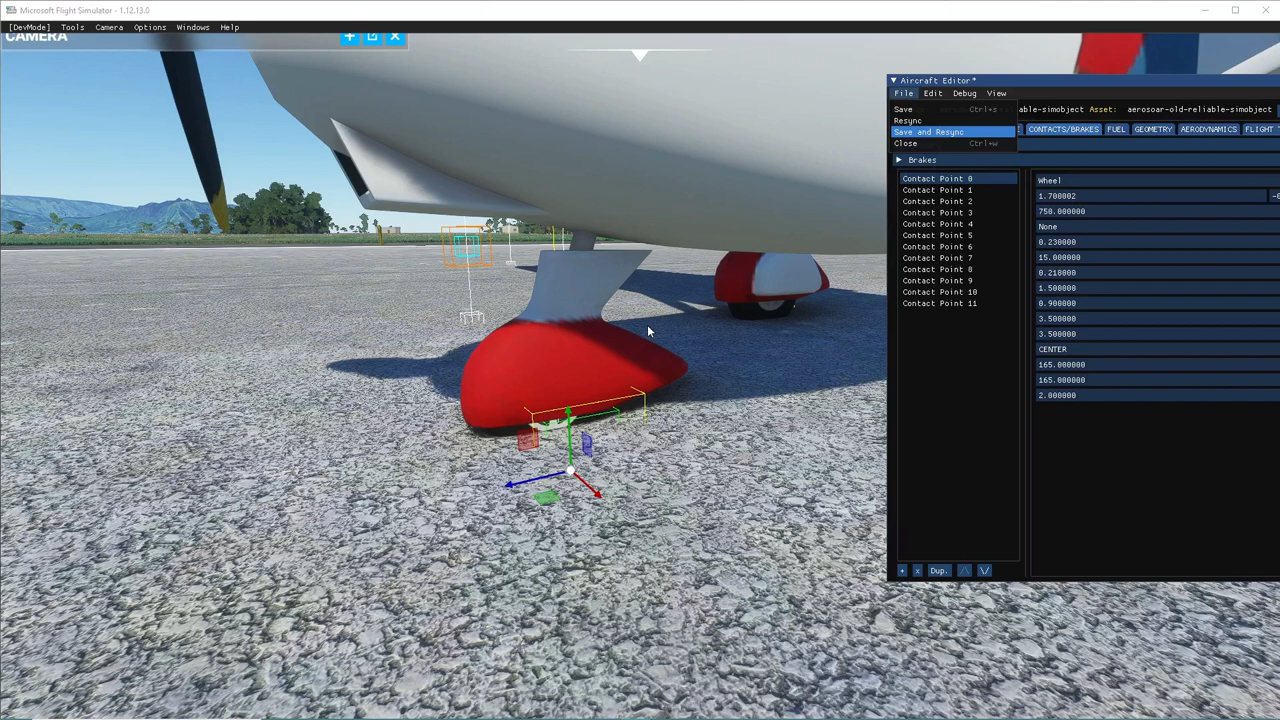 Microsoft Flight Simulator - 1.12.13.0
[DevMode] Tools Camera Options Windows Help
CAMERA
Aircraft Editor*
File Edit Debug View
Save Ctrl+s
Resync
Save and Resync
Close Ctrl+w
able-simobject Asset: aerosoar-old-reliable-simobject
CONTACTS/BRAKES FUEL GEOMETRY AERODYNAMICS FLIGHT
Brakes
Contact Point 0
Contact Point 1
Contact Point 2
Contact Point 3
Contact Point 4
Contact Point 5
Contact Point 6
Contact Point 7
Contact Point 8
Contact Point 9
Contact Point 10
Contact Point 11
Wheel
1.700002 -0
750.000000
None
0.230000
15.000000
0.218000
1.500000
0.900000
3.500000
3.500000
CENTER
165.000000
165.000000
2.000000
+ x Dup. /\ \/